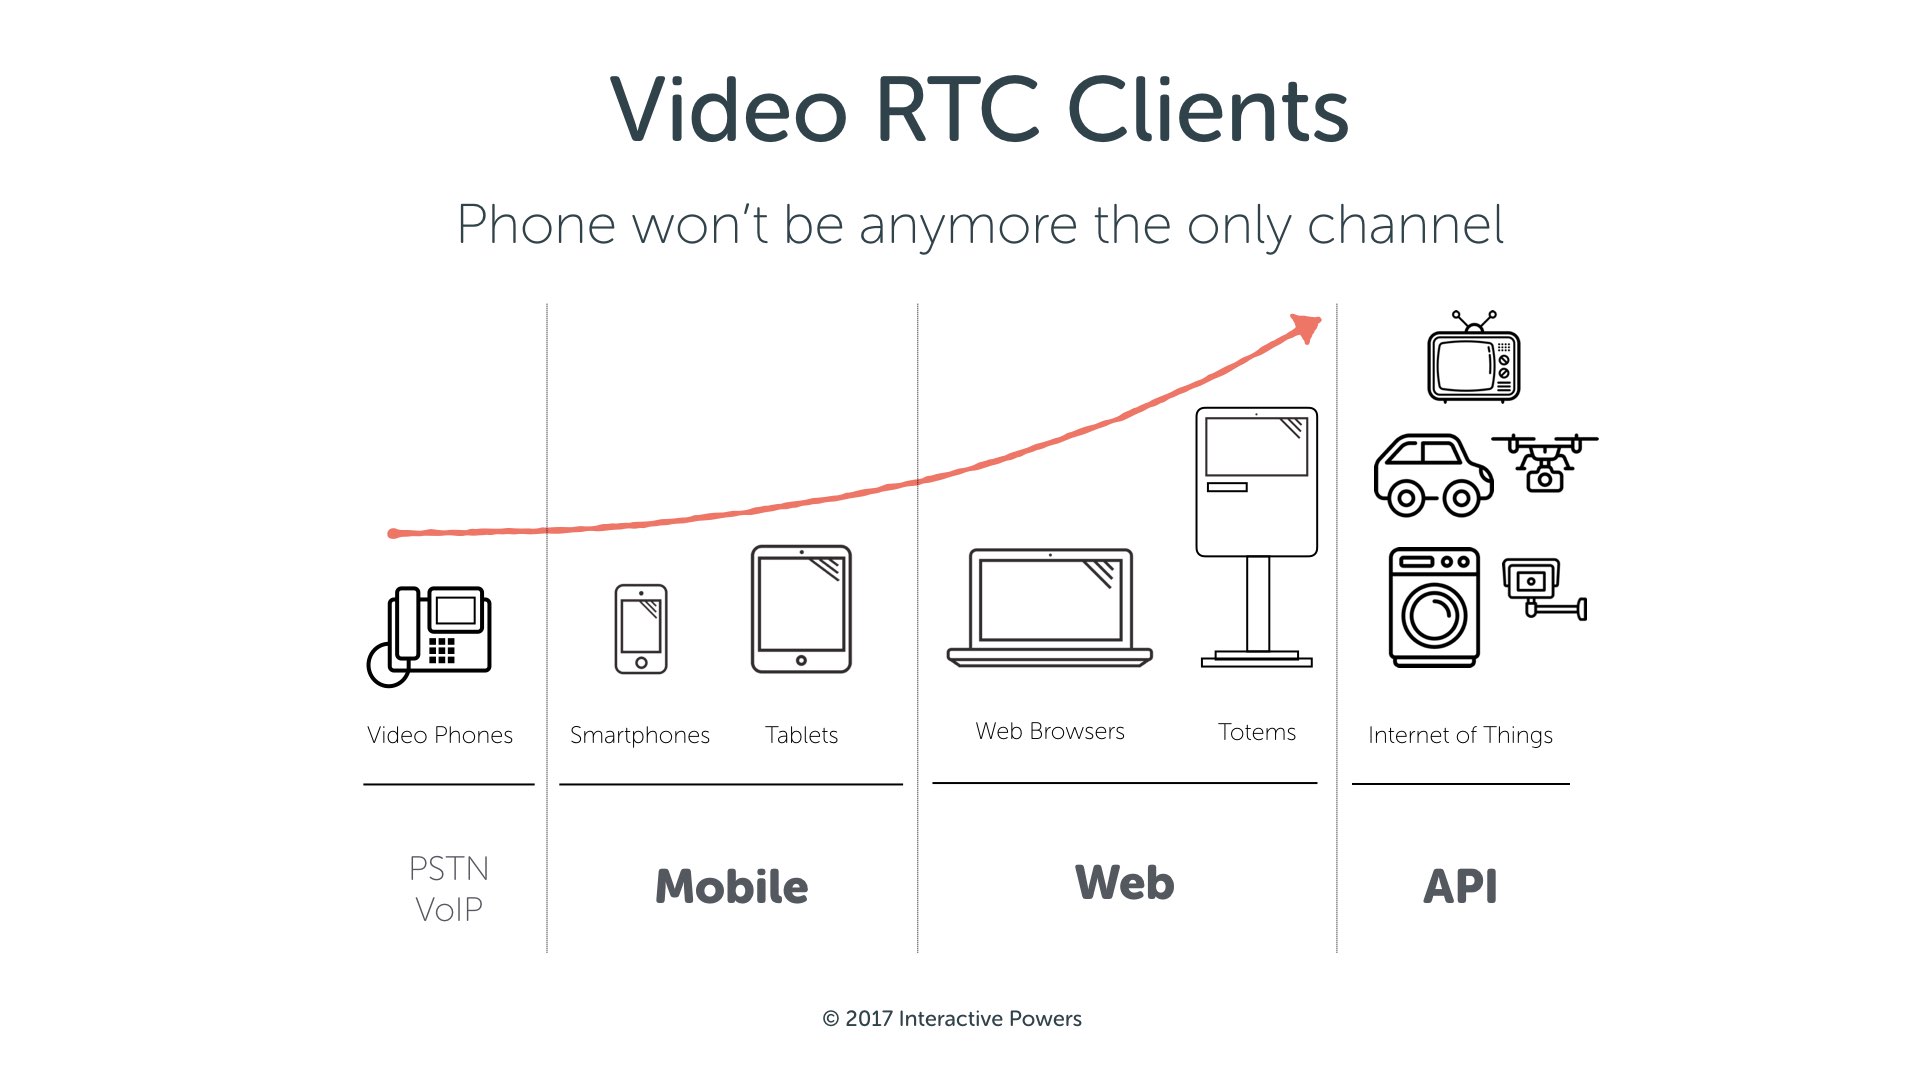 Video RTC Clients
Phone won’t be anymore the only channel
Video Phones
Smartphones
Tablets
Web Browsers
Totems
Internet of Things
PSTN
VoIP
Mobile
Web
API
© 2017 Interactive Powers